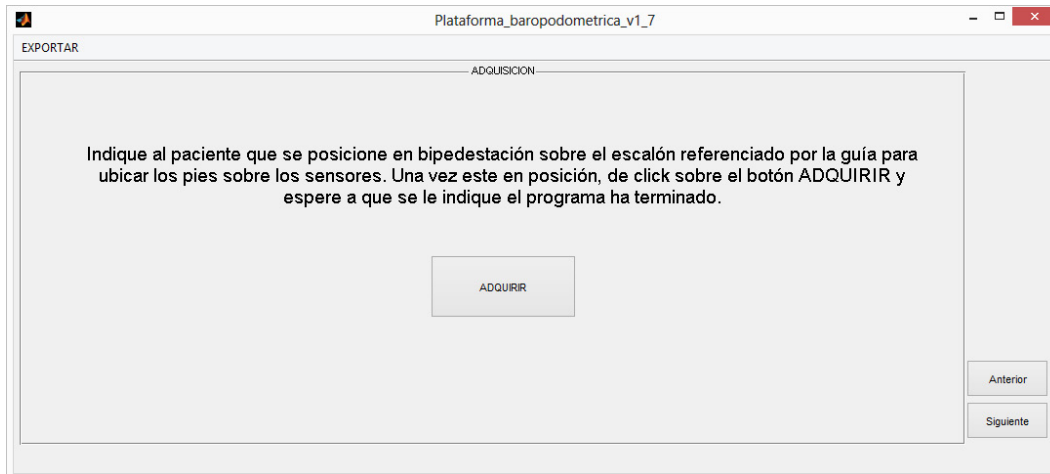 Plataforma_baropodometrica_v1_7
EXPORTAR
ADQUISICION
Indique al paciente que se posicione en bipedestación sobre el escalón referenciado por la guía para
ubicar los pies sobre los sensores. Una vez este en posición, de click sobre el botón ADQUIRIR y
espere a que se le indique el programa ha terminado.
ADQUIRIR
Anterior
Siguiente